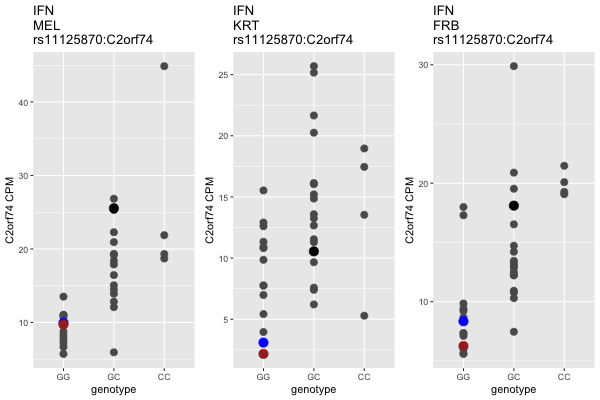 IFN
MEL
rs11125870:C2orf74
C2orf74 CPM
40
30
20
10
GG
GC
CC
genotype
IFN
KRT
rs11125870:C2orf74
C2orf74 CPM
25
20
15
10
5
GG
GC
CC
genotype
IFN
FRB
rs11125870:C2orf74
C2orf74 CPM
30
20
10
GG
GC
CC
genotype